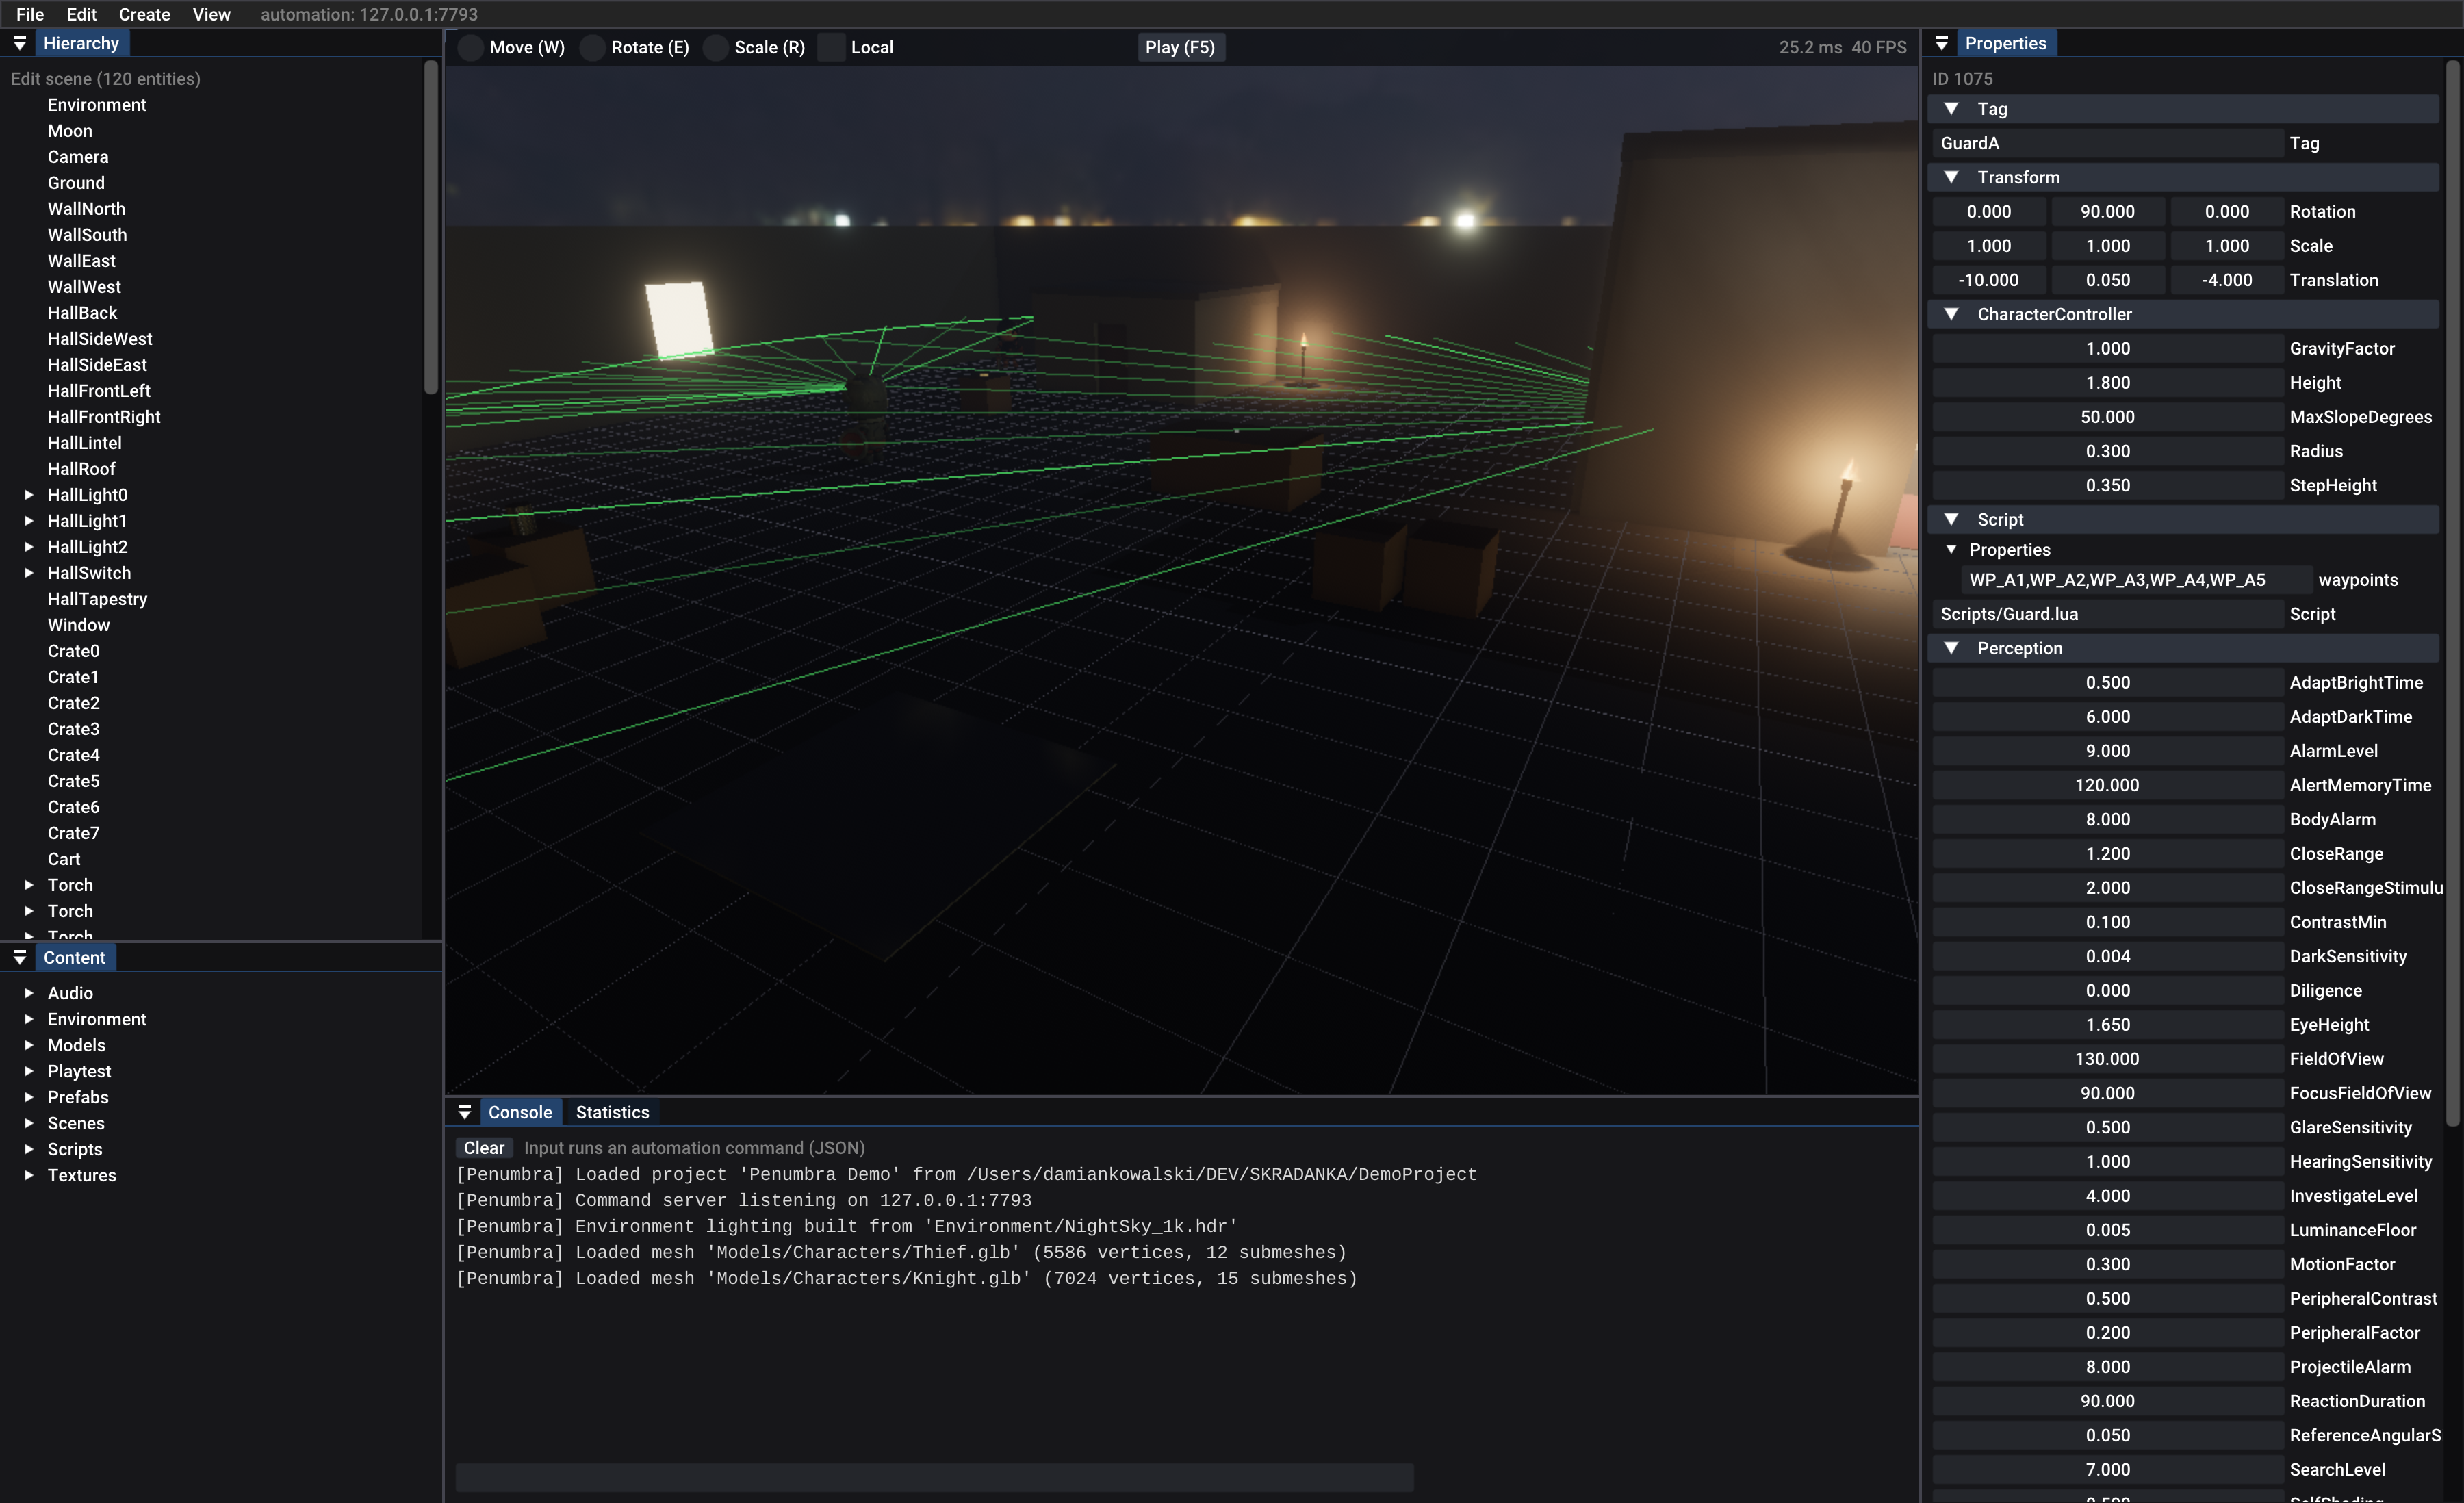 File Edit Create View automation: 127.0.0.1:7793
Hierarchy
Edit scene (120 entities)
Environment
Moon
Camera
Ground
WallNorth
WallSouth
WallEast
WallWest
HallBack
HallSideWest
HallSideEast
HallFrontLeft
HallFrontRight
HallLintel
HallRoof
HallLight0
HallLight1
HallLight2
HallSwitch
HallTapestry
Window
Crate0
Crate1
Crate2
Crate3
Crate4
Crate5
Crate6
Crate7
Cart
Torch
Torch
Torch
Content
Audio
Environment
Models
Playtest
Prefabs
Scenes
Scripts
Textures
Move (W) Rotate (E) Scale (R) Local Play (F5) 25.2 ms 40 FPS
Console Statistics
Clear Input runs an automation command (JSON)
[Penumbra] Loaded project 'Penumbra Demo' from /Users/damiankowalski/DEV/SKRADANKA/DemoProject
[Penumbra] Command server listening on 127.0.0.1:7793
[Penumbra] Environment lighting built from 'Environment/NightSky_1k.hdr'
[Penumbra] Loaded mesh 'Models/Characters/Thief.glb' (5586 vertices, 12 submeshes)
[Penumbra] Loaded mesh 'Models/Characters/Knight.glb' (7024 vertices, 15 submeshes)
Properties
ID 1075
Tag
GuardA Tag
Transform
0.000 90.000 0.000 Rotation
1.000 1.000 1.000 Scale
-10.000 0.050 -4.000 Translation
CharacterController
1.000 GravityFactor
1.800 Height
50.000 MaxSlopeDegrees
0.300 Radius
0.350 StepHeight
Script
Properties
WP_A1,WP_A2,WP_A3,WP_A4,WP_A5 waypoints
Scripts/Guard.lua Script
Perception
0.500 AdaptBrightTime
6.000 AdaptDarkTime
9.000 AlarmLevel
120.000 AlertMemoryTime
8.000 BodyAlarm
1.200 CloseRange
2.000 CloseRangeStimulu
0.100 ContrastMin
0.004 DarkSensitivity
0.000 Diligence
1.650 EyeHeight
130.000 FieldOfView
90.000 FocusFieldOfView
0.500 GlareSensitivity
1.000 HearingSensitivity
4.000 InvestigateLevel
0.005 LuminanceFloor
0.300 MotionFactor
0.500 PeripheralContrast
0.200 PeripheralFactor
8.000 ProjectileAlarm
90.000 ReactionDuration
0.050 ReferenceAngularSi
7.000 SearchLevel